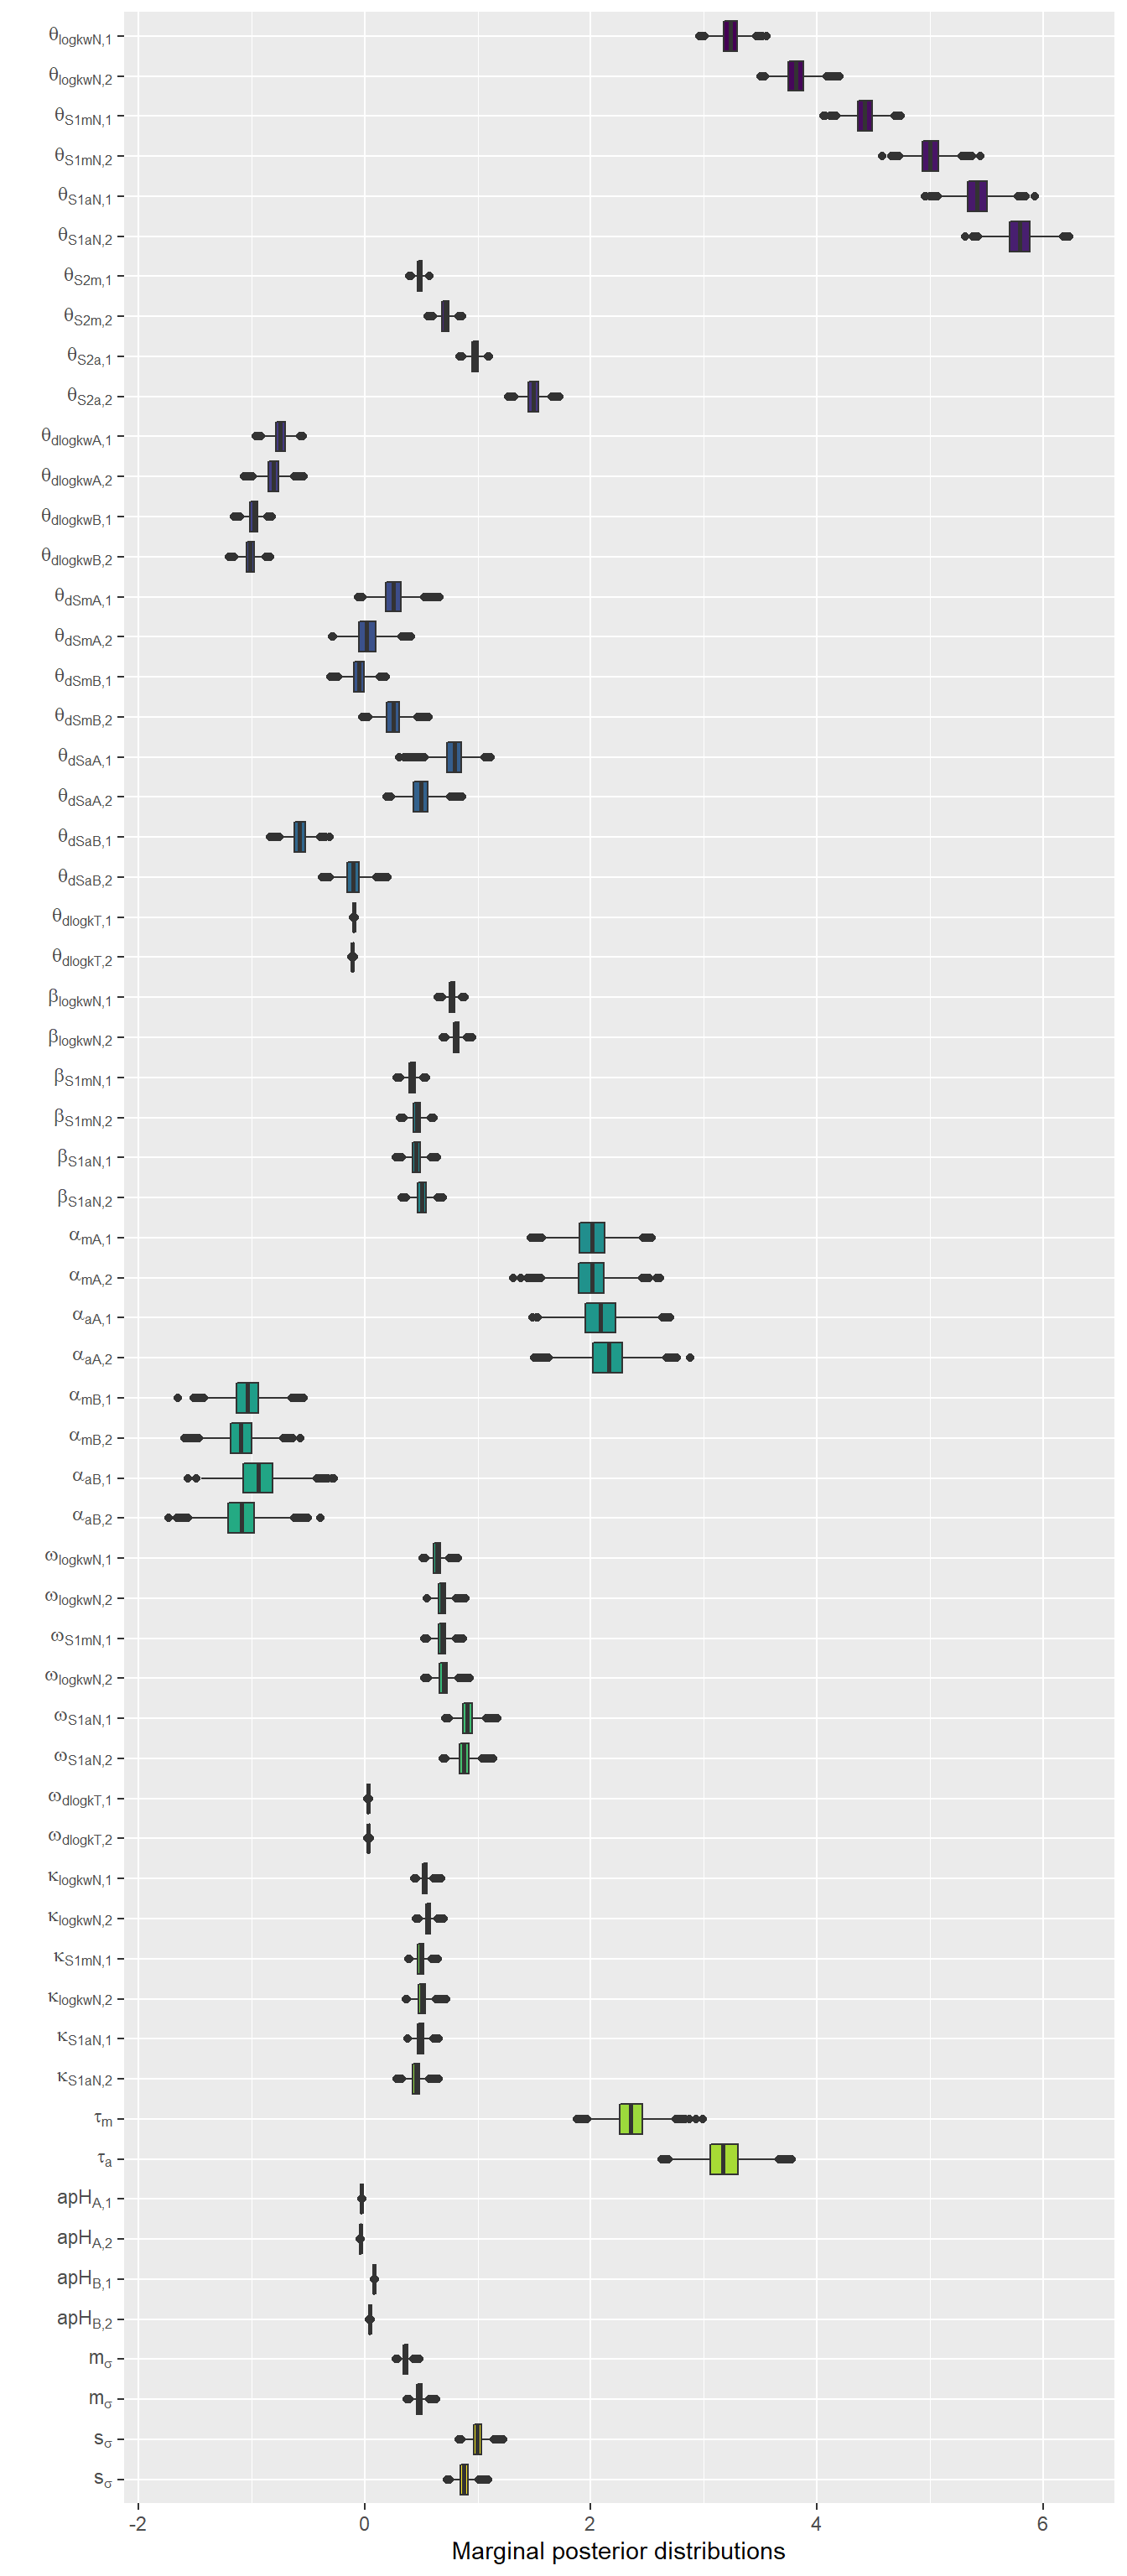 θlogkwN,1
θlogkwN,2
θS1mN,1
θS1mN,2
θS1aN,1
θS1aN,2
θS2m,1
θS2m,2
θS2a,1
θS2a,2
θdlogkwA,1
θdlogkwA,2
θdlogkwB,1
θdlogkwB,2
θdSmA,1
θdSmA,2
θdSmB,1
θdSmB,2
θdSaA,1
θdSaA,2
θdSaB,1
θdSaB,2
θdlogkT,1
θdlogkT,2
βlogkwN,1
βlogkwN,2
βS1mN,1
βS1mN,2
βS1aN,1
βS1aN,2
αmA,1
αmA,2
αaA,1
αaA,2
αmB,1
αmB,2
αaB,1
αaB,2
ωlogkwN,1
ωlogkwN,2
ωS1mN,1
ωlogkwN,2
ωS1aN,1
ωS1aN,2
ωdlogkT,1
ωdlogkT,2
κlogkwN,1
κlogkwN,2
κS1mN,1
κlogkwN,2
κS1aN,1
κS1aN,2
τm
τa
apHA,1
apHA,2
apHB,1
apHB,2
mσ
mσ
sσ
sσ
-2 0 2 4 6
Marginal posterior distributions